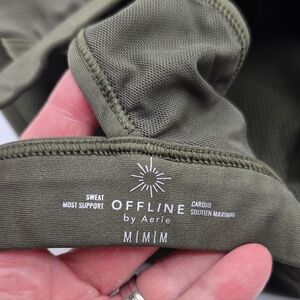 SWEAT
MOST SUPPORT
OFFLINE
by Aerie
CARDIO
SOUTIEN MAXIMAL
M|M|M